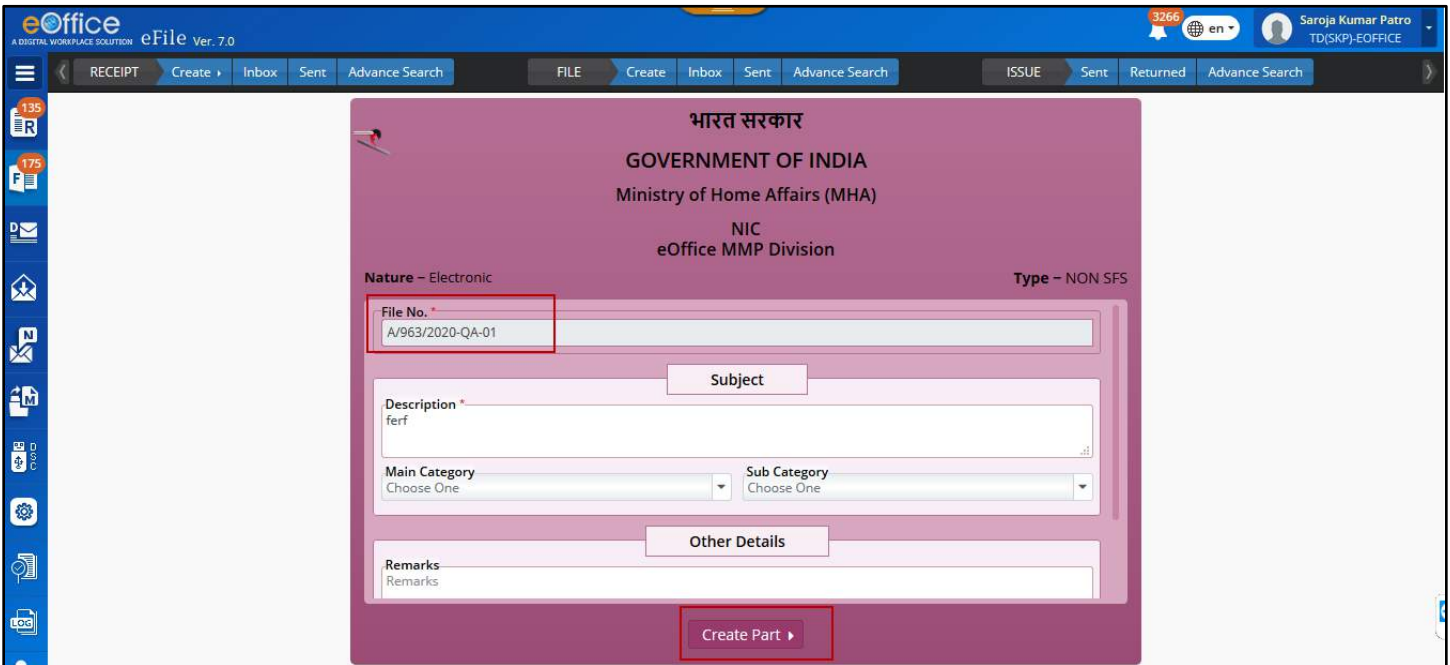 eOffice
A DIGITAL WORKPLACE SOLUTION eFile Ver. 7.0
3266
en
Saroja Kumar Patro
TD(SKP)-EOFFICE
RECEIPT Create Inbox Sent Advance Search FILE Create Inbox Sent Advance Search ISSUE Sent Returned Advance Search
135
R
175
F
D
N
M
DSC
LOG
भारत सरकार
GOVERNMENT OF INDIA
Ministry of Home Affairs (MHA)
NIC
eOffice MMP Division
Nature – Electronic Type – NON SFS
File No. *
A/963/2020-QA-01
Subject
Description *
ferf
Main Category Sub Category
Choose One Choose One
Other Details
Remarks
Remarks
Create Part